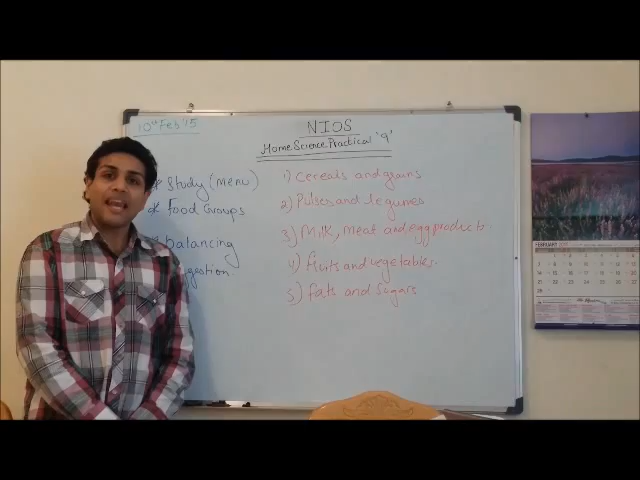 10th Feb '15
NIOS
Home Science Practical '9'
* Study (Menu)
* Food Groups
balancing
1) Cereals and grains
2) Pulses and legumes
3) Milk, Meat and egg products.
4) fruits and vegetables.
5) Fats and Sugars
FEBRUARY